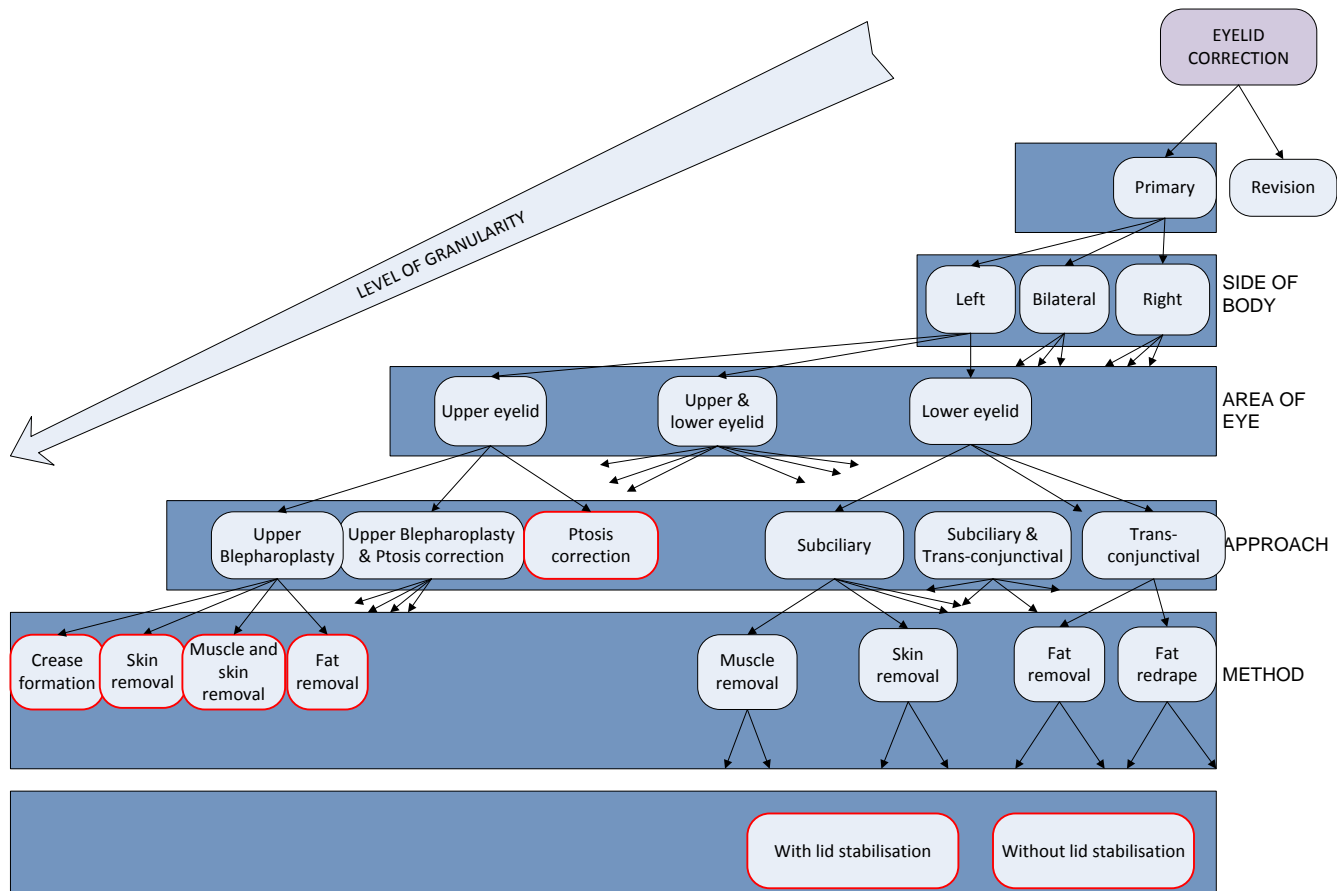 EYELID
CORRECTION
Primary
Revision
LEVEL OF GRANULARITY
Left
Bilateral
Right
SIDE OF
BODY
Upper eyelid
Upper &
lower eyelid
Lower eyelid
AREA OF
EYE
Upper
Blepharoplasty
Upper Blepharoplasty
& Ptosis correction
Ptosis
correction
Subciliary
Subciliary &
Trans-conjunctival
Trans-
conjunctival
APPROACH
Crease
formation
Skin
removal
Muscle and
skin
removal
Fat
removal
Muscle
removal
Skin
removal
Fat
removal
Fat
redrape
METHOD
With lid stabilisation
Without lid stabilisation